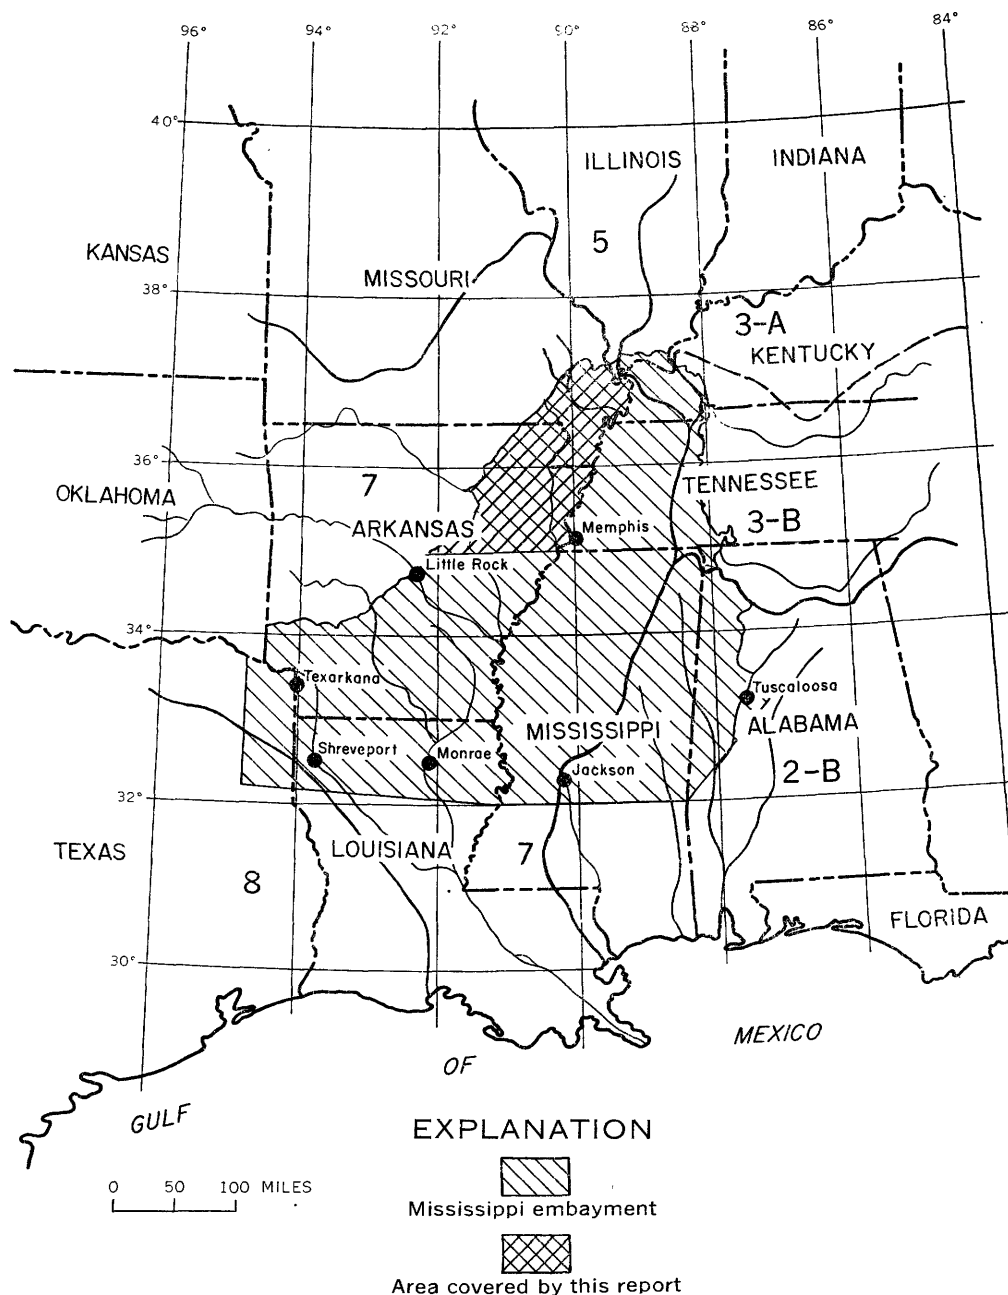 96° 94° 92° 90° 88° 86° 84°
40°
ILLINOIS
INDIANA
5
KANSAS
MISSOURI
38°
3-A
KENTUCKY
36°
OKLAHOMA
7
TENNESSEE
ARKANSAS
3-B
Memphis
Little Rock
34°
Texarkana
Tuscaloosa
MISSISSIPPI
ALABAMA
Shreveport
Monroe
Jackson
2-B
32°
TEXAS
LOUISIANA
7
8
FLORIDA
30°
GULF
OF
MEXICO
EXPLANATION
0 50 100 MILES
Mississippi embayment
Area covered by this report